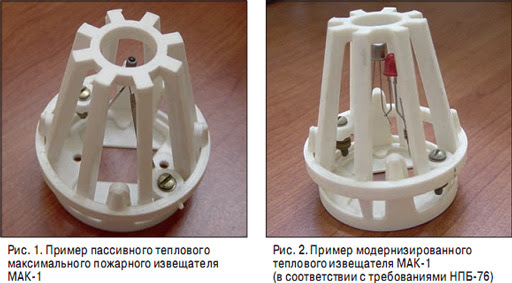 Рис. 1. Пример пассивного теплового
максимального пожарного извещателя
МАК-1
Рис. 2. Пример модернизированного
теплового извещателя МАК-1
(в соответствии с требованиями НПБ-76)